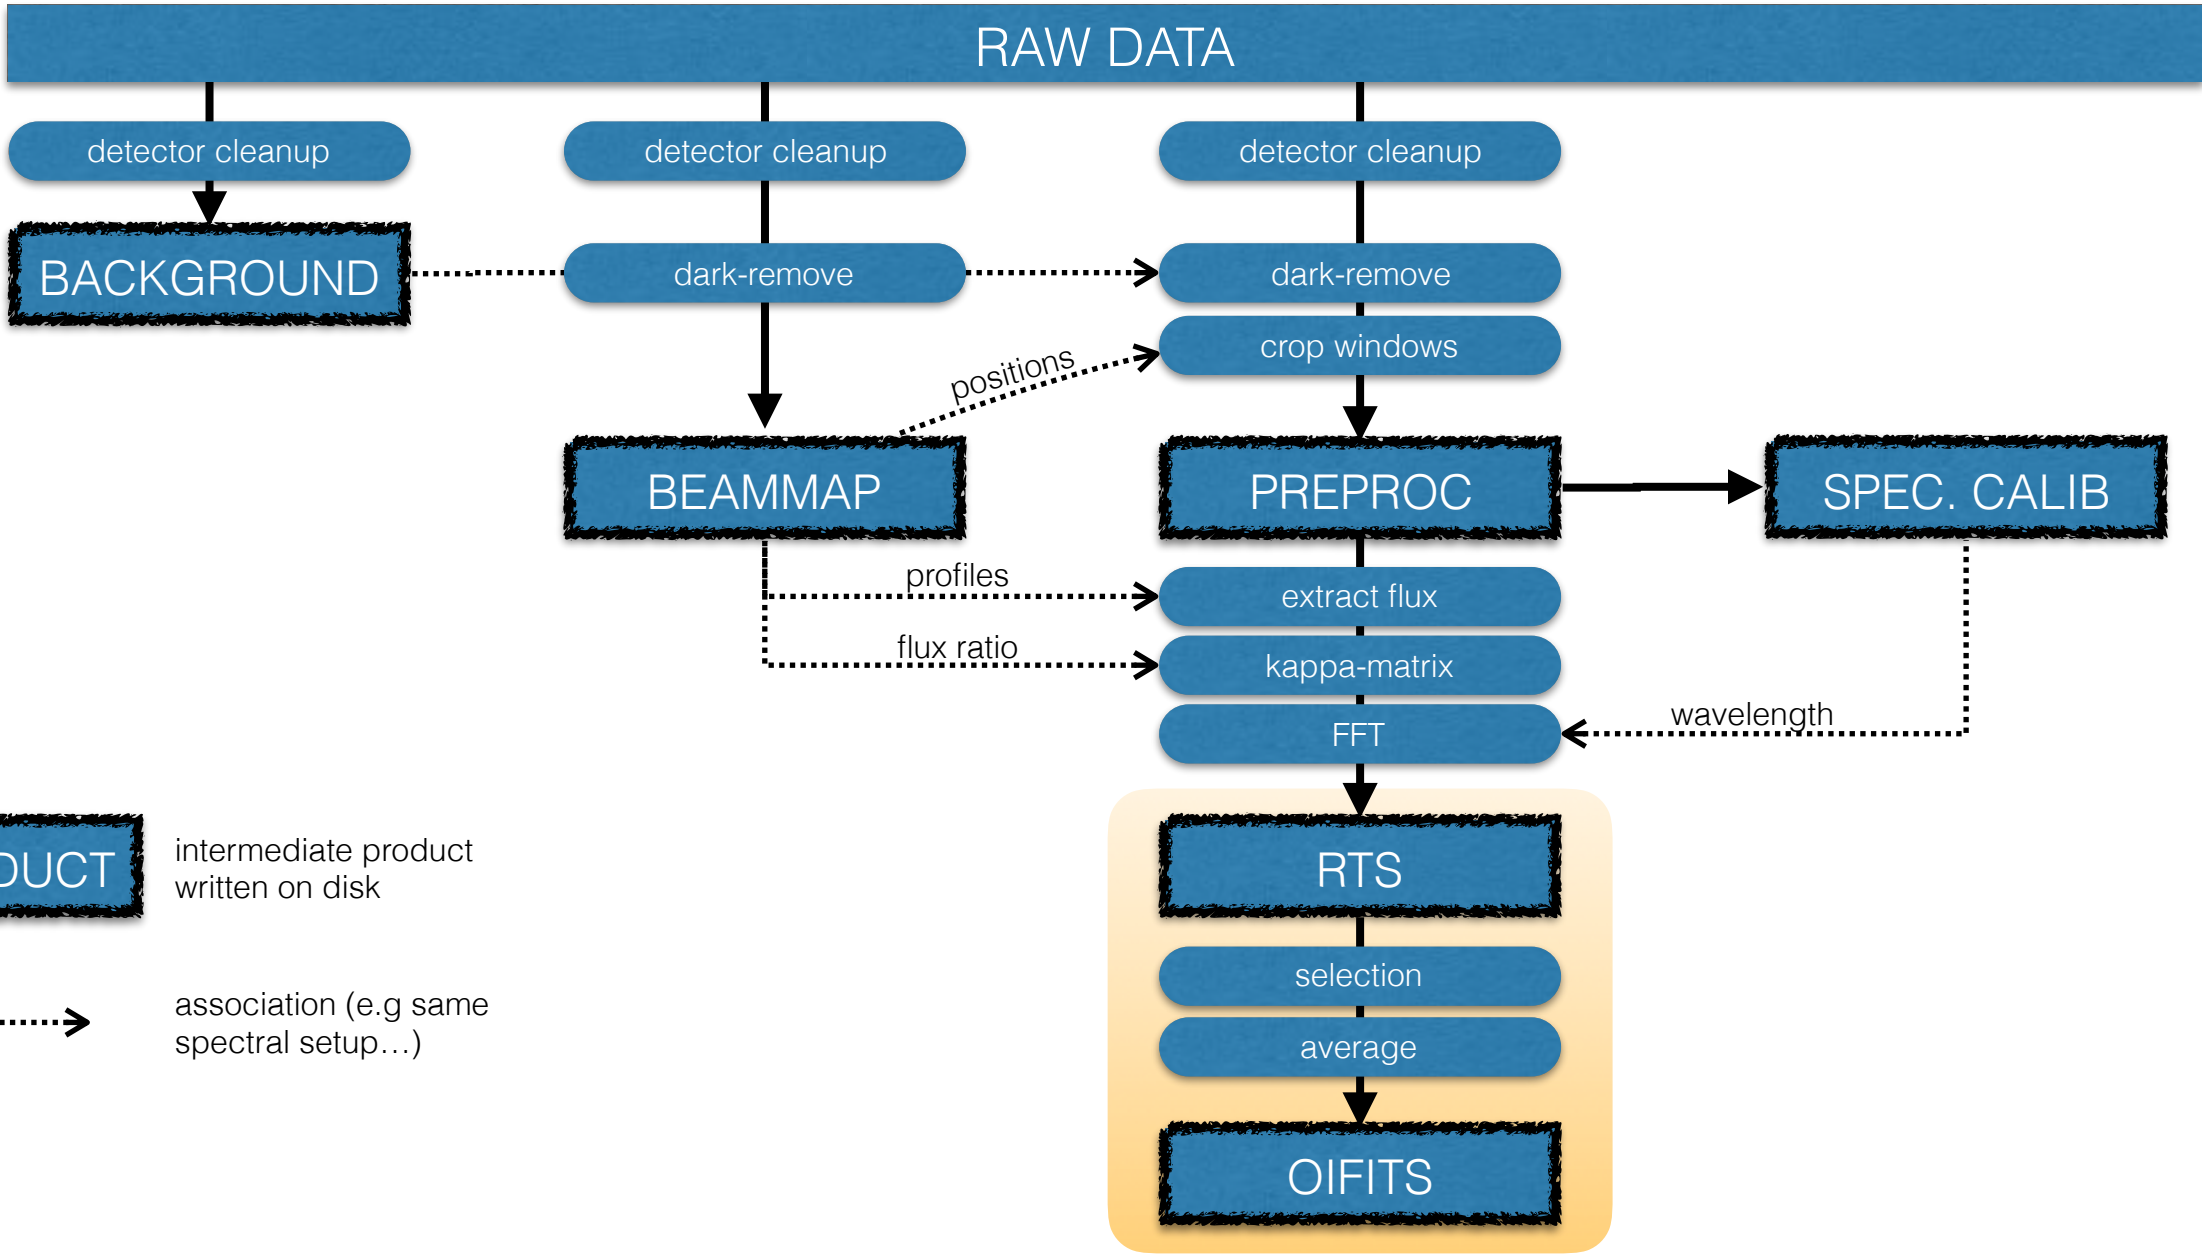 RAW DATA
detector cleanup
detector cleanup
detector cleanup
BACKGROUND
dark-remove
dark-remove
crop windows
positions
BEAMMAP
PREPROC
SPEC. CALIB
profiles
extract flux
flux ratio
kappa-matrix
wavelength
FFT
DUCT
intermediate product
written on disk
RTS
selection
association (e.g same
spectral setup...)
average
OIFITS